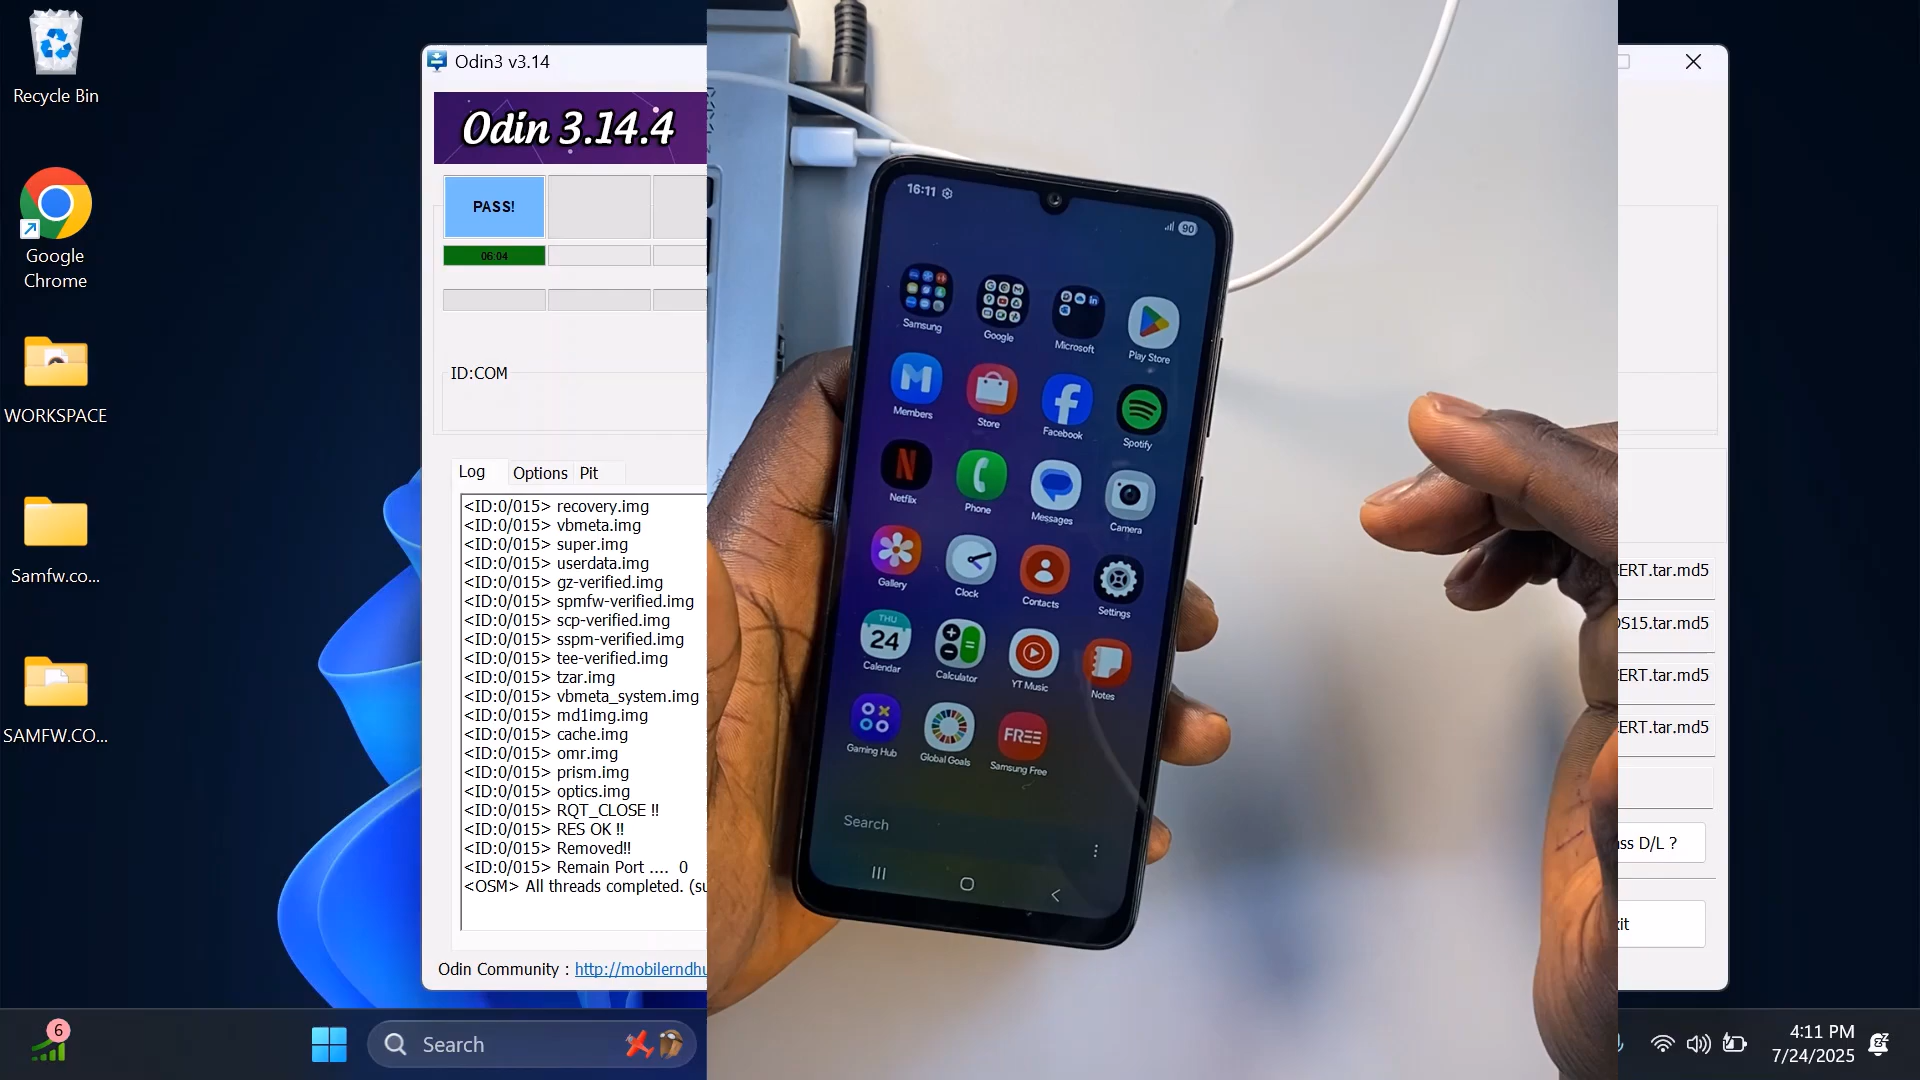 Recycle Bin
Google
Chrome
WORKSPACE
Samfw.co...
SAMFW.CO...
Odin3 v3.14
Odin 3.14.4
PASS!
06:04
ID:COM
Log
Options
Pit
<ID:0/015> recovery.img
<ID:0/015> vbmeta.img
<ID:0/015> super.img
<ID:0/015> userdata.img
<ID:0/015> gz-verified.img
<ID:0/015> spmfw-verified.img
<ID:0/015> scp-verified.img
<ID:0/015> sspm-verified.img
<ID:0/015> tee-verified.img
<ID:0/015> tzar.img
<ID:0/015> vbmeta_system.img
<ID:0/015> md1img.img
<ID:0/015> cache.img
<ID:0/015> omr.img
<ID:0/015> prism.img
<ID:0/015> optics.img
<ID:0/015> RQT_CLOSE !!
<ID:0/015> RES OK !!
<ID:0/015> Removed!!
<ID:0/015> Remain Port .... 0
<OSM> All threads completed. (su
Odin Community : http://mobilerndhu
16:11
90
Samsung
Google
Microsoft
Play Store
Members
Store
Facebook
Spotify
Netflix
Phone
Messages
Camera
Gallery
Clock
Contacts
Settings
THU
24
Calendar
Calculator
YT Music
Notes
Gaming Hub
Global Goals
FREE
Samsung Free
Search
ERT.tar.md5
OS15.tar.md5
ERT.tar.md5
ERT.tar.md5
ss D/L ?
it
6
Search
4:11 PM
7/24/2025